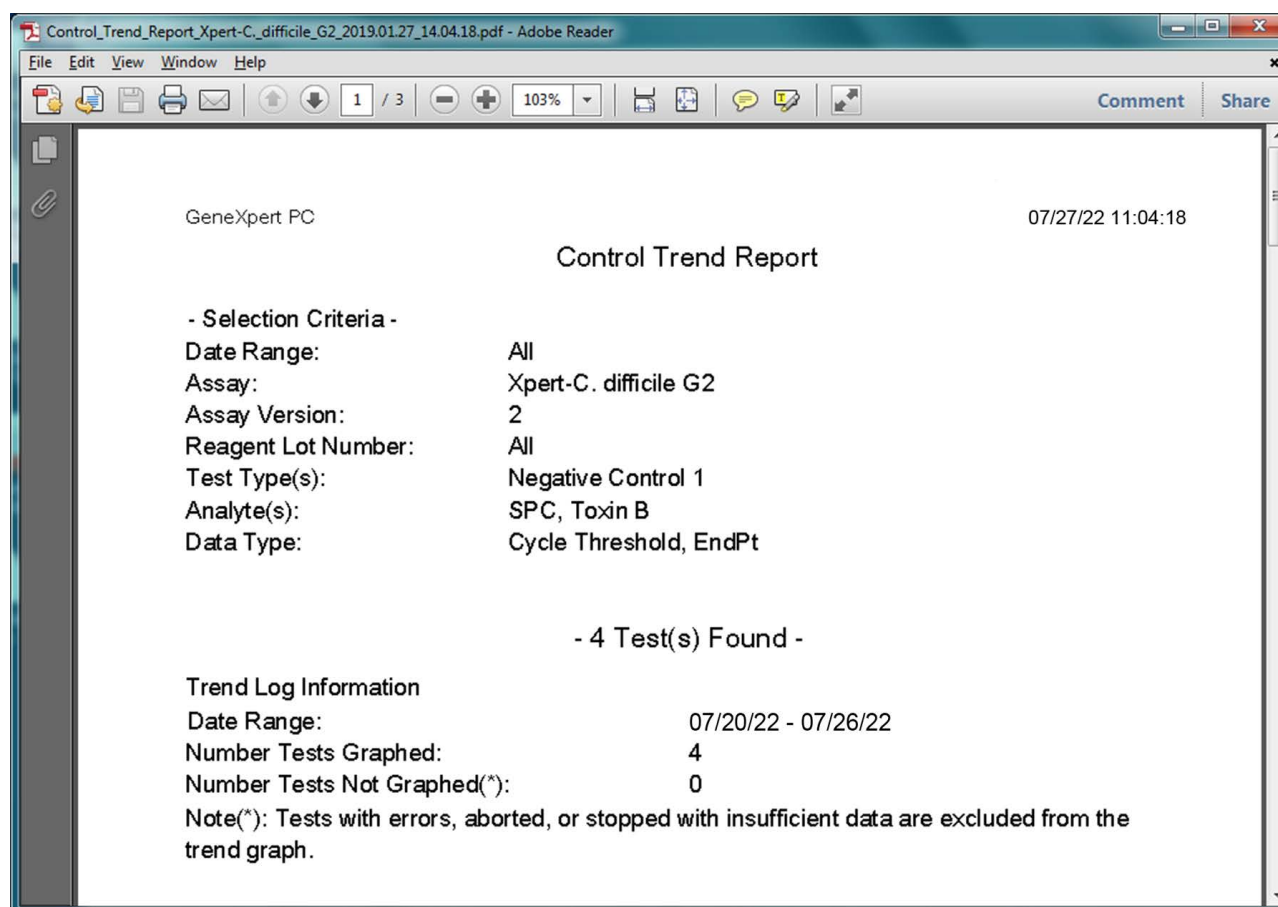 Control_Trend_Report_Xpert-C._difficile_G2_2019.01.27_14.04.18.pdf - Adobe Reader
File Edit View Window Help
1 / 3 103% Comment Share
GeneXpert PC 07/27/22 11:04:18
Control Trend Report
- Selection Criteria -
Date Range: All
Assay: Xpert-C. difficile G2
Assay Version: 2
Reagent Lot Number: All
Test Type(s): Negative Control 1
Analyte(s): SPC, Toxin B
Data Type: Cycle Threshold, EndPt
- 4 Test(s) Found -
Trend Log Information
Date Range: 07/20/22 - 07/26/22
Number Tests Graphed: 4
Number Tests Not Graphed(*): 0
Note(*): Tests with errors, aborted, or stopped with insufficient data are excluded from the
trend graph.